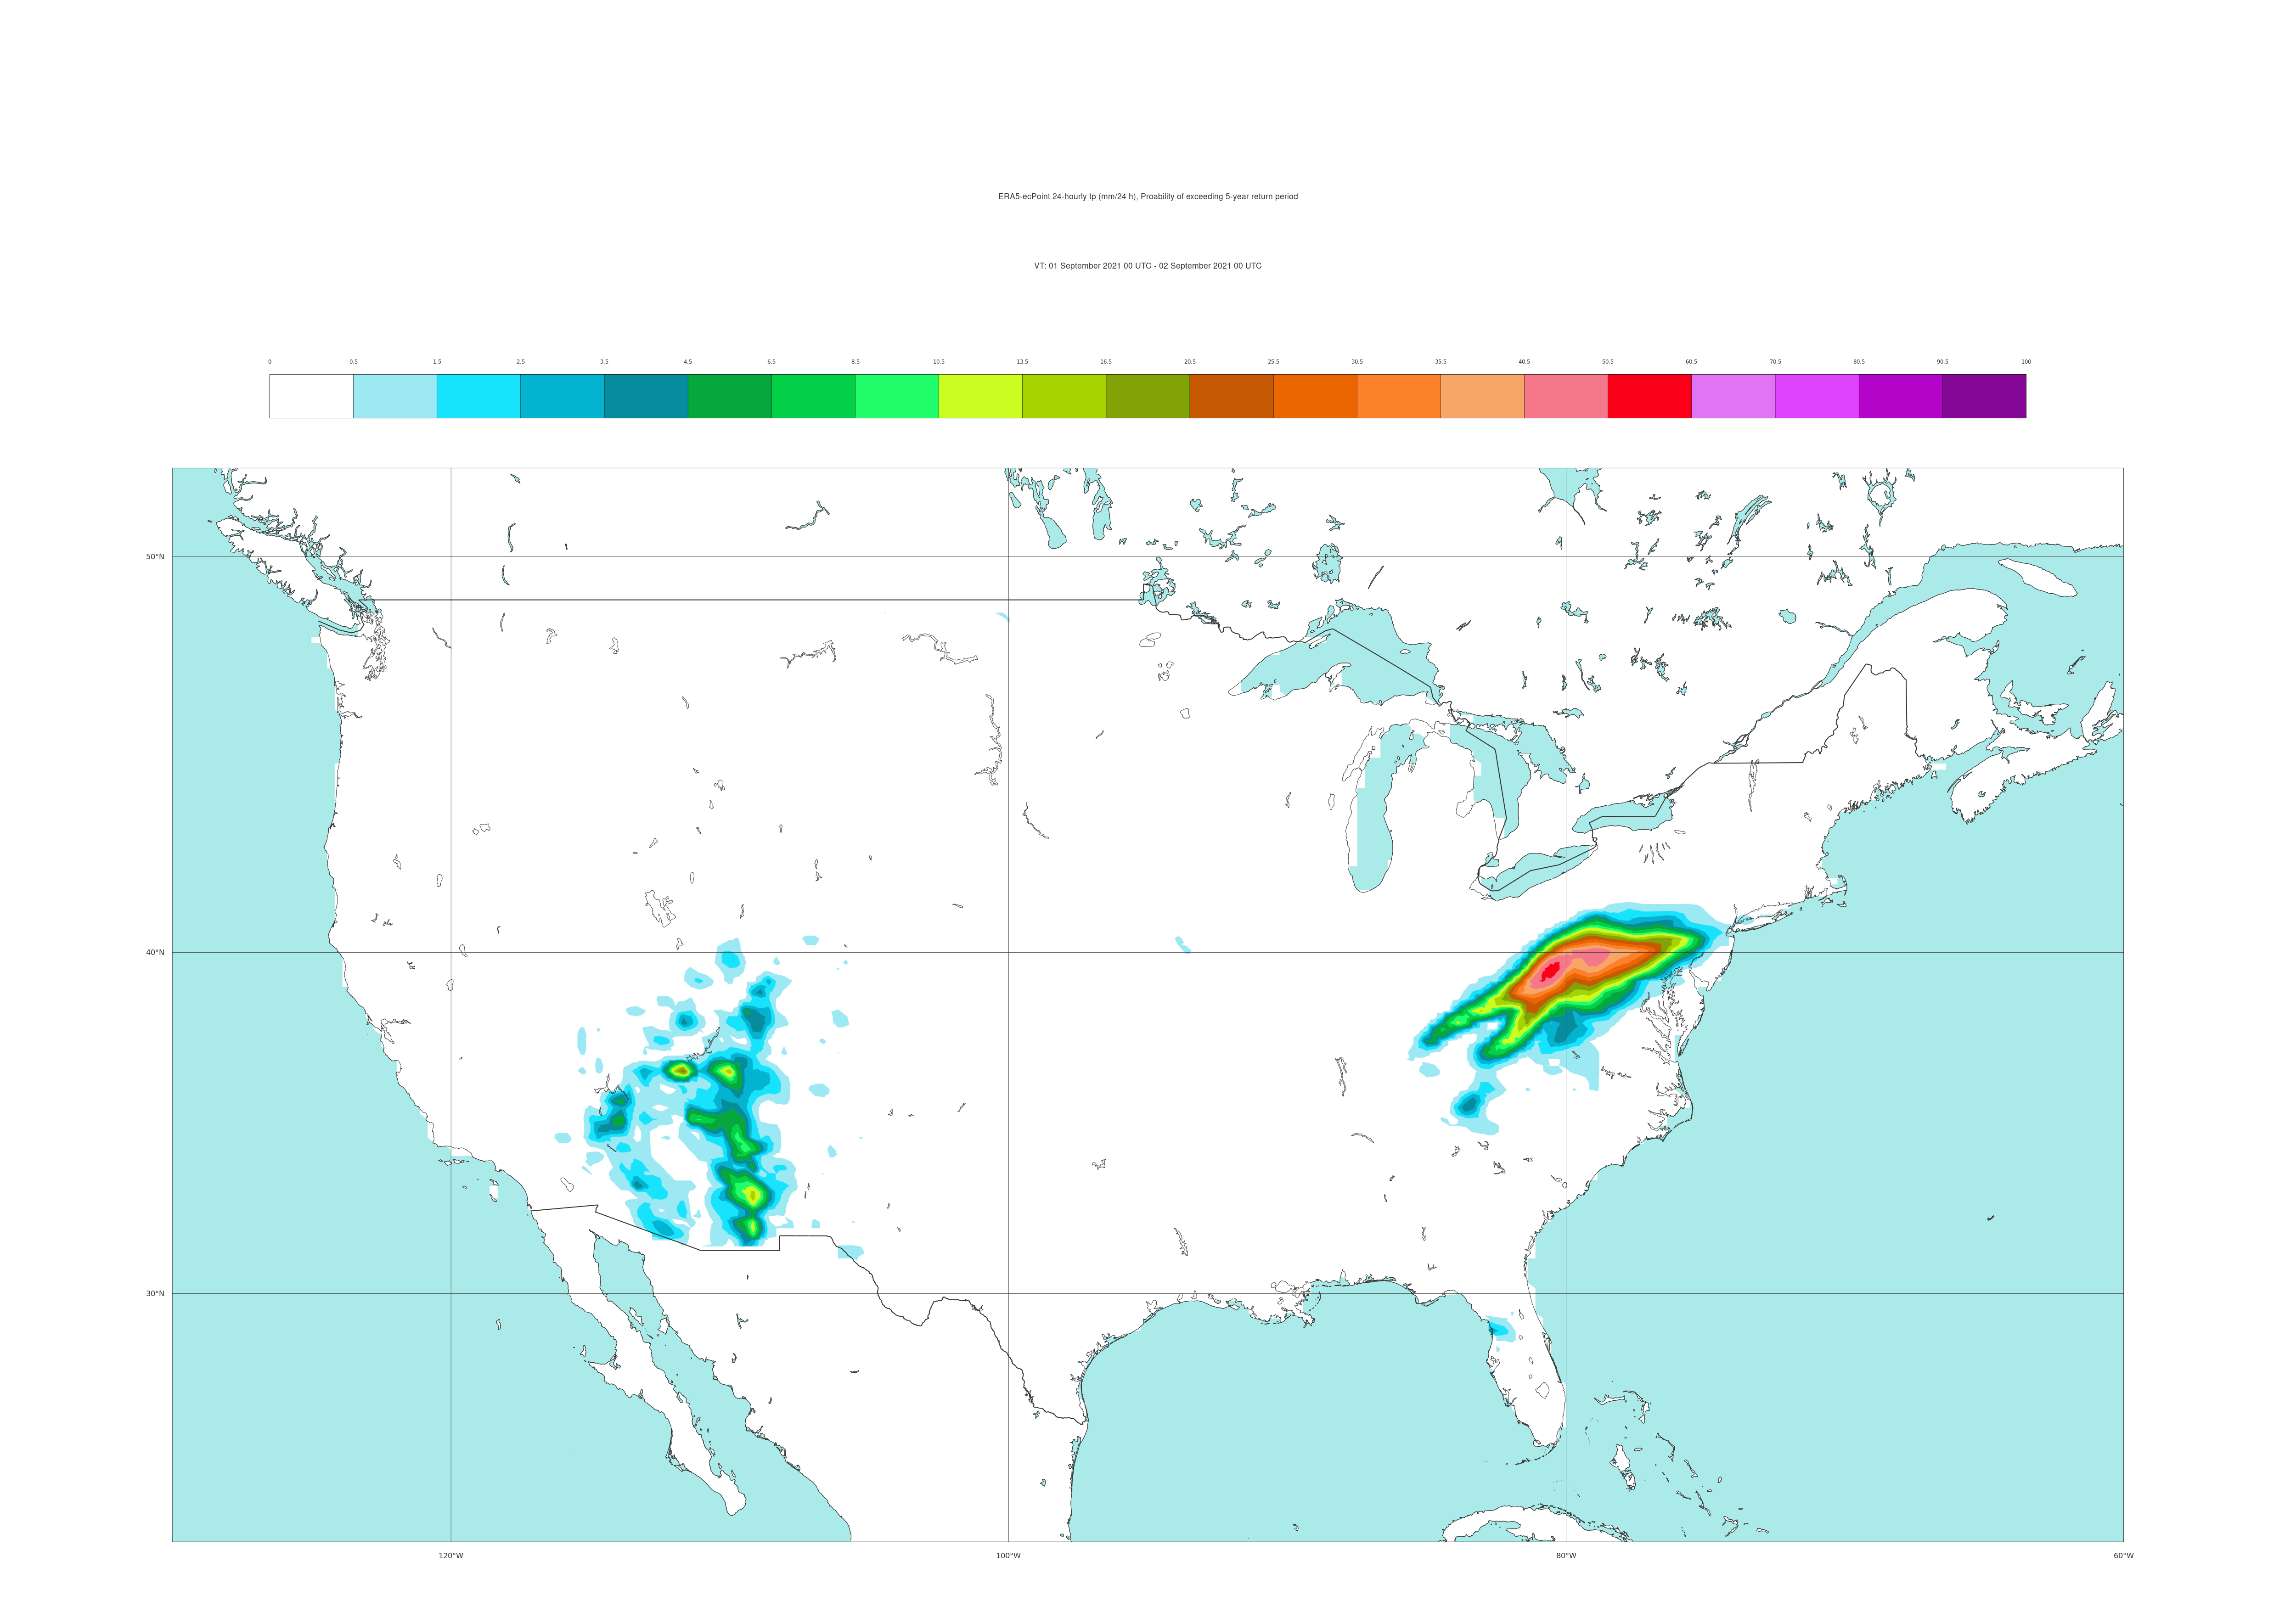 ERA5-ecPoint 24-hourly tp (mm/24 h), Proability of exceeding 5-year return period
VT: 01 September 2021 00 UTC - 02 September 2021 00 UTC
0 0.5 1.5 2.5 3.5 4.5 6.5 8.5 10.5 13.5 16.5 20.5 25.5 30.5 35.5 40.5 50.5 60.5 70.5 80.5 90.5 100
50°N
40°N
30°N
120°W 100°W 80°W 60°W